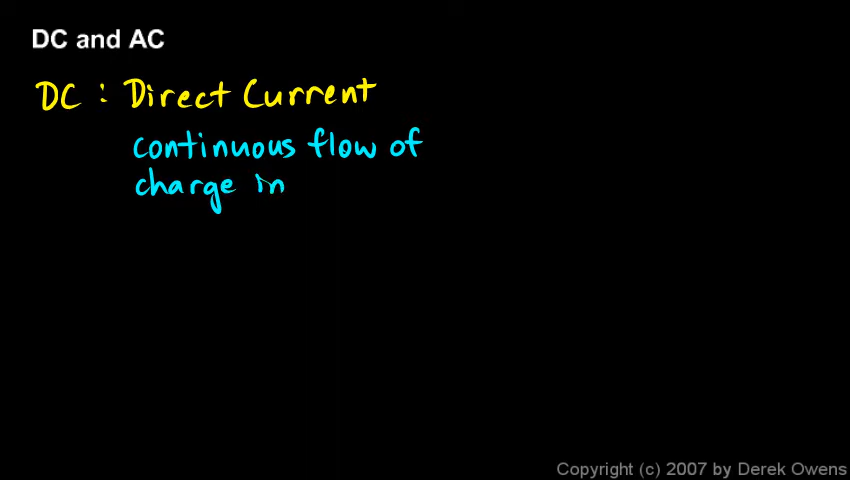 DC and AC
DC : Direct Current
continuous flow of
charge in
Copyright (c) 2007 by Derek Owens